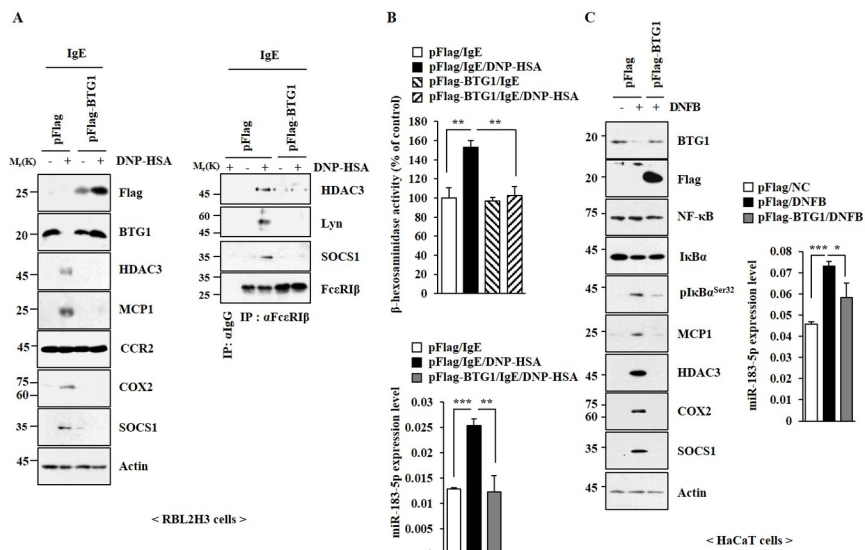 A
IgE
pFlag
pFlag-BTG1
- + - + DNP-HSA
Mr(K)
25
Flag
20
BTG1
45
HDAC3
25
MCP1
45
CCR2
75
60
COX2
35
SOCS1
45
Actin
IgE
pFlag
pFlag-BTG1
+ - + - + DNP-HSA
Mr(K)
45
HDAC3
60
45
Lyn
35
SOCS1
35
25
FcεRIβ
IP: αIgG
IP : αFcεRIβ
< RBL2H3 cells >
B
pFlag/IgE
pFlag/IgE/DNP-HSA
pFlag-BTG1/IgE
pFlag-BTG1/IgE/DNP-HSA
β-hexosaminidase activity (% of control)
180
160
140
120
100
80
60
40
20
0
** **
pFlag/IgE
pFlag/IgE/DNP-HSA
pFlag-BTG1/IgE/DNP-HSA
miR-183-5p expression level
0.03
0.025
0.02
0.015
0.01
0.005
0
*** **
C
pFlag
pFlag-BTG1
- + + DNFB
20
BTG1
20
Flag
75
NF-κB
45
IκBα
45
pIκBαSer32
25
MCP1
45
HDAC3
75
60
COX2
35
SOCS1
45
Actin
pFlag/NC
pFlag/DNFB
pFlag-BTG1/DNFB
miR-183-5p expression level
0.08
0.07
0.06
0.05
0.04
0.03
0.02
0.01
0
*** *
< HaCaT cells >